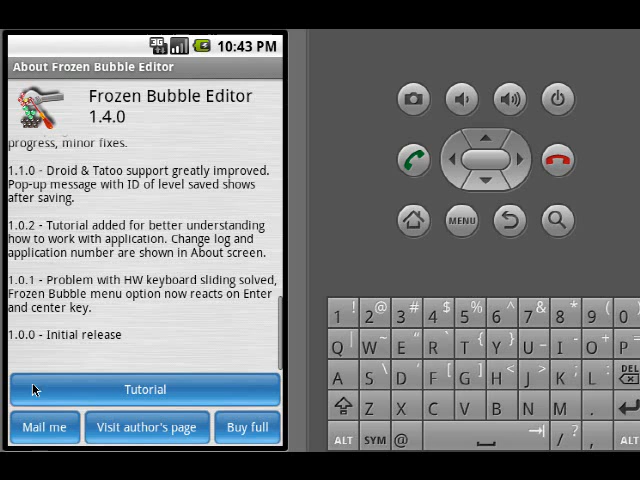 3G 10:43 PM
About Frozen Bubble Editor
Frozen Bubble Editor
1.4.0
progress, minor fixes.
1.1.0 - Droid & Tatoo support greatly improved.
Pop-up message with ID of level saved shows
after saving.
1.0.2 - Tutorial added for better understanding
how to work with application. Change log and
application number are shown in About screen.
1.0.1 - Problem with HW keyboard sliding solved,
Frozen Bubble menu option now reacts on Enter
and center key.
1.0.0 - Initial release
Tutorial
Mail me Visit author's page Buy full
MENU
1 ! 2 @ 3 # 4 $ 5 % 6 ^ 7 & 8 * 9 ( 0 )
Q | W ~ E " R ` T { Y } U _ I - O + P =
A S \ D ' F [ G ] H < J > K ; L : DEL
Z X C V B N M .
ALT SYM @ / ? , ALT